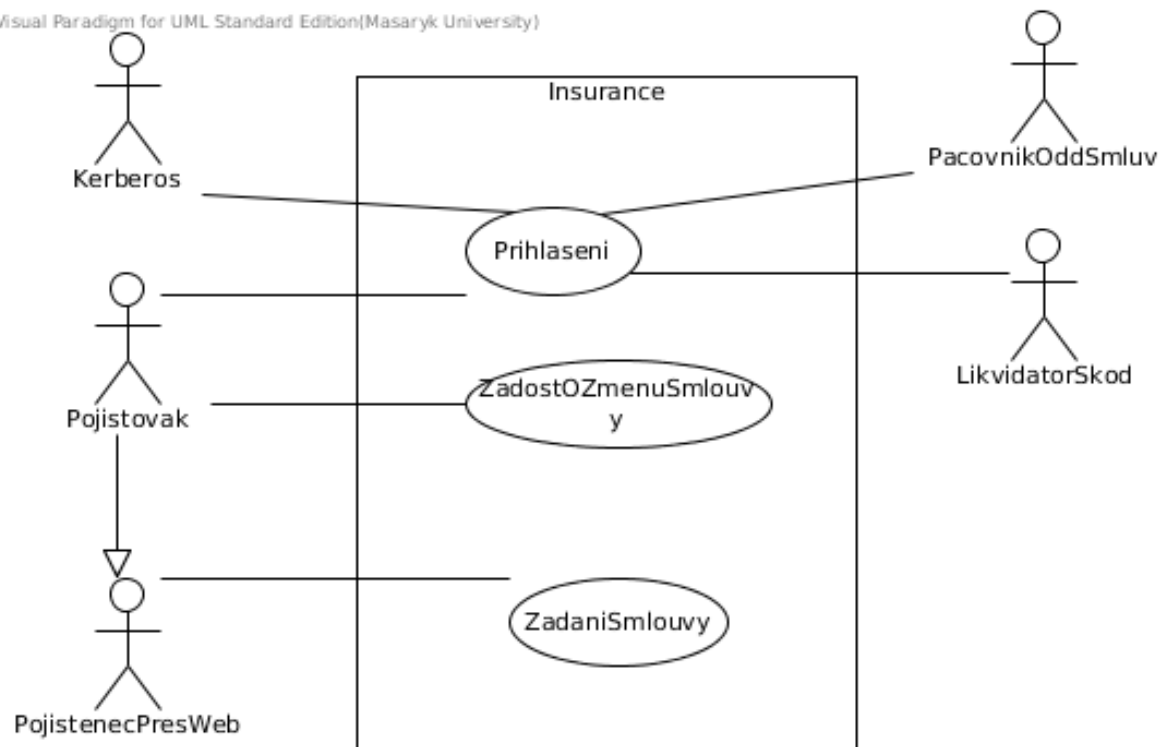 Visual Paradigm for UML Standard Edition(Masaryk University)
Insurance
Kerberos
PacovnikOddSmluv
Prihlaseni
Pojistovak
ZadostOZmenuSmlouv
y
LikvidatorSkod
ZadaniSmlouvy
PojistenecPresWeb